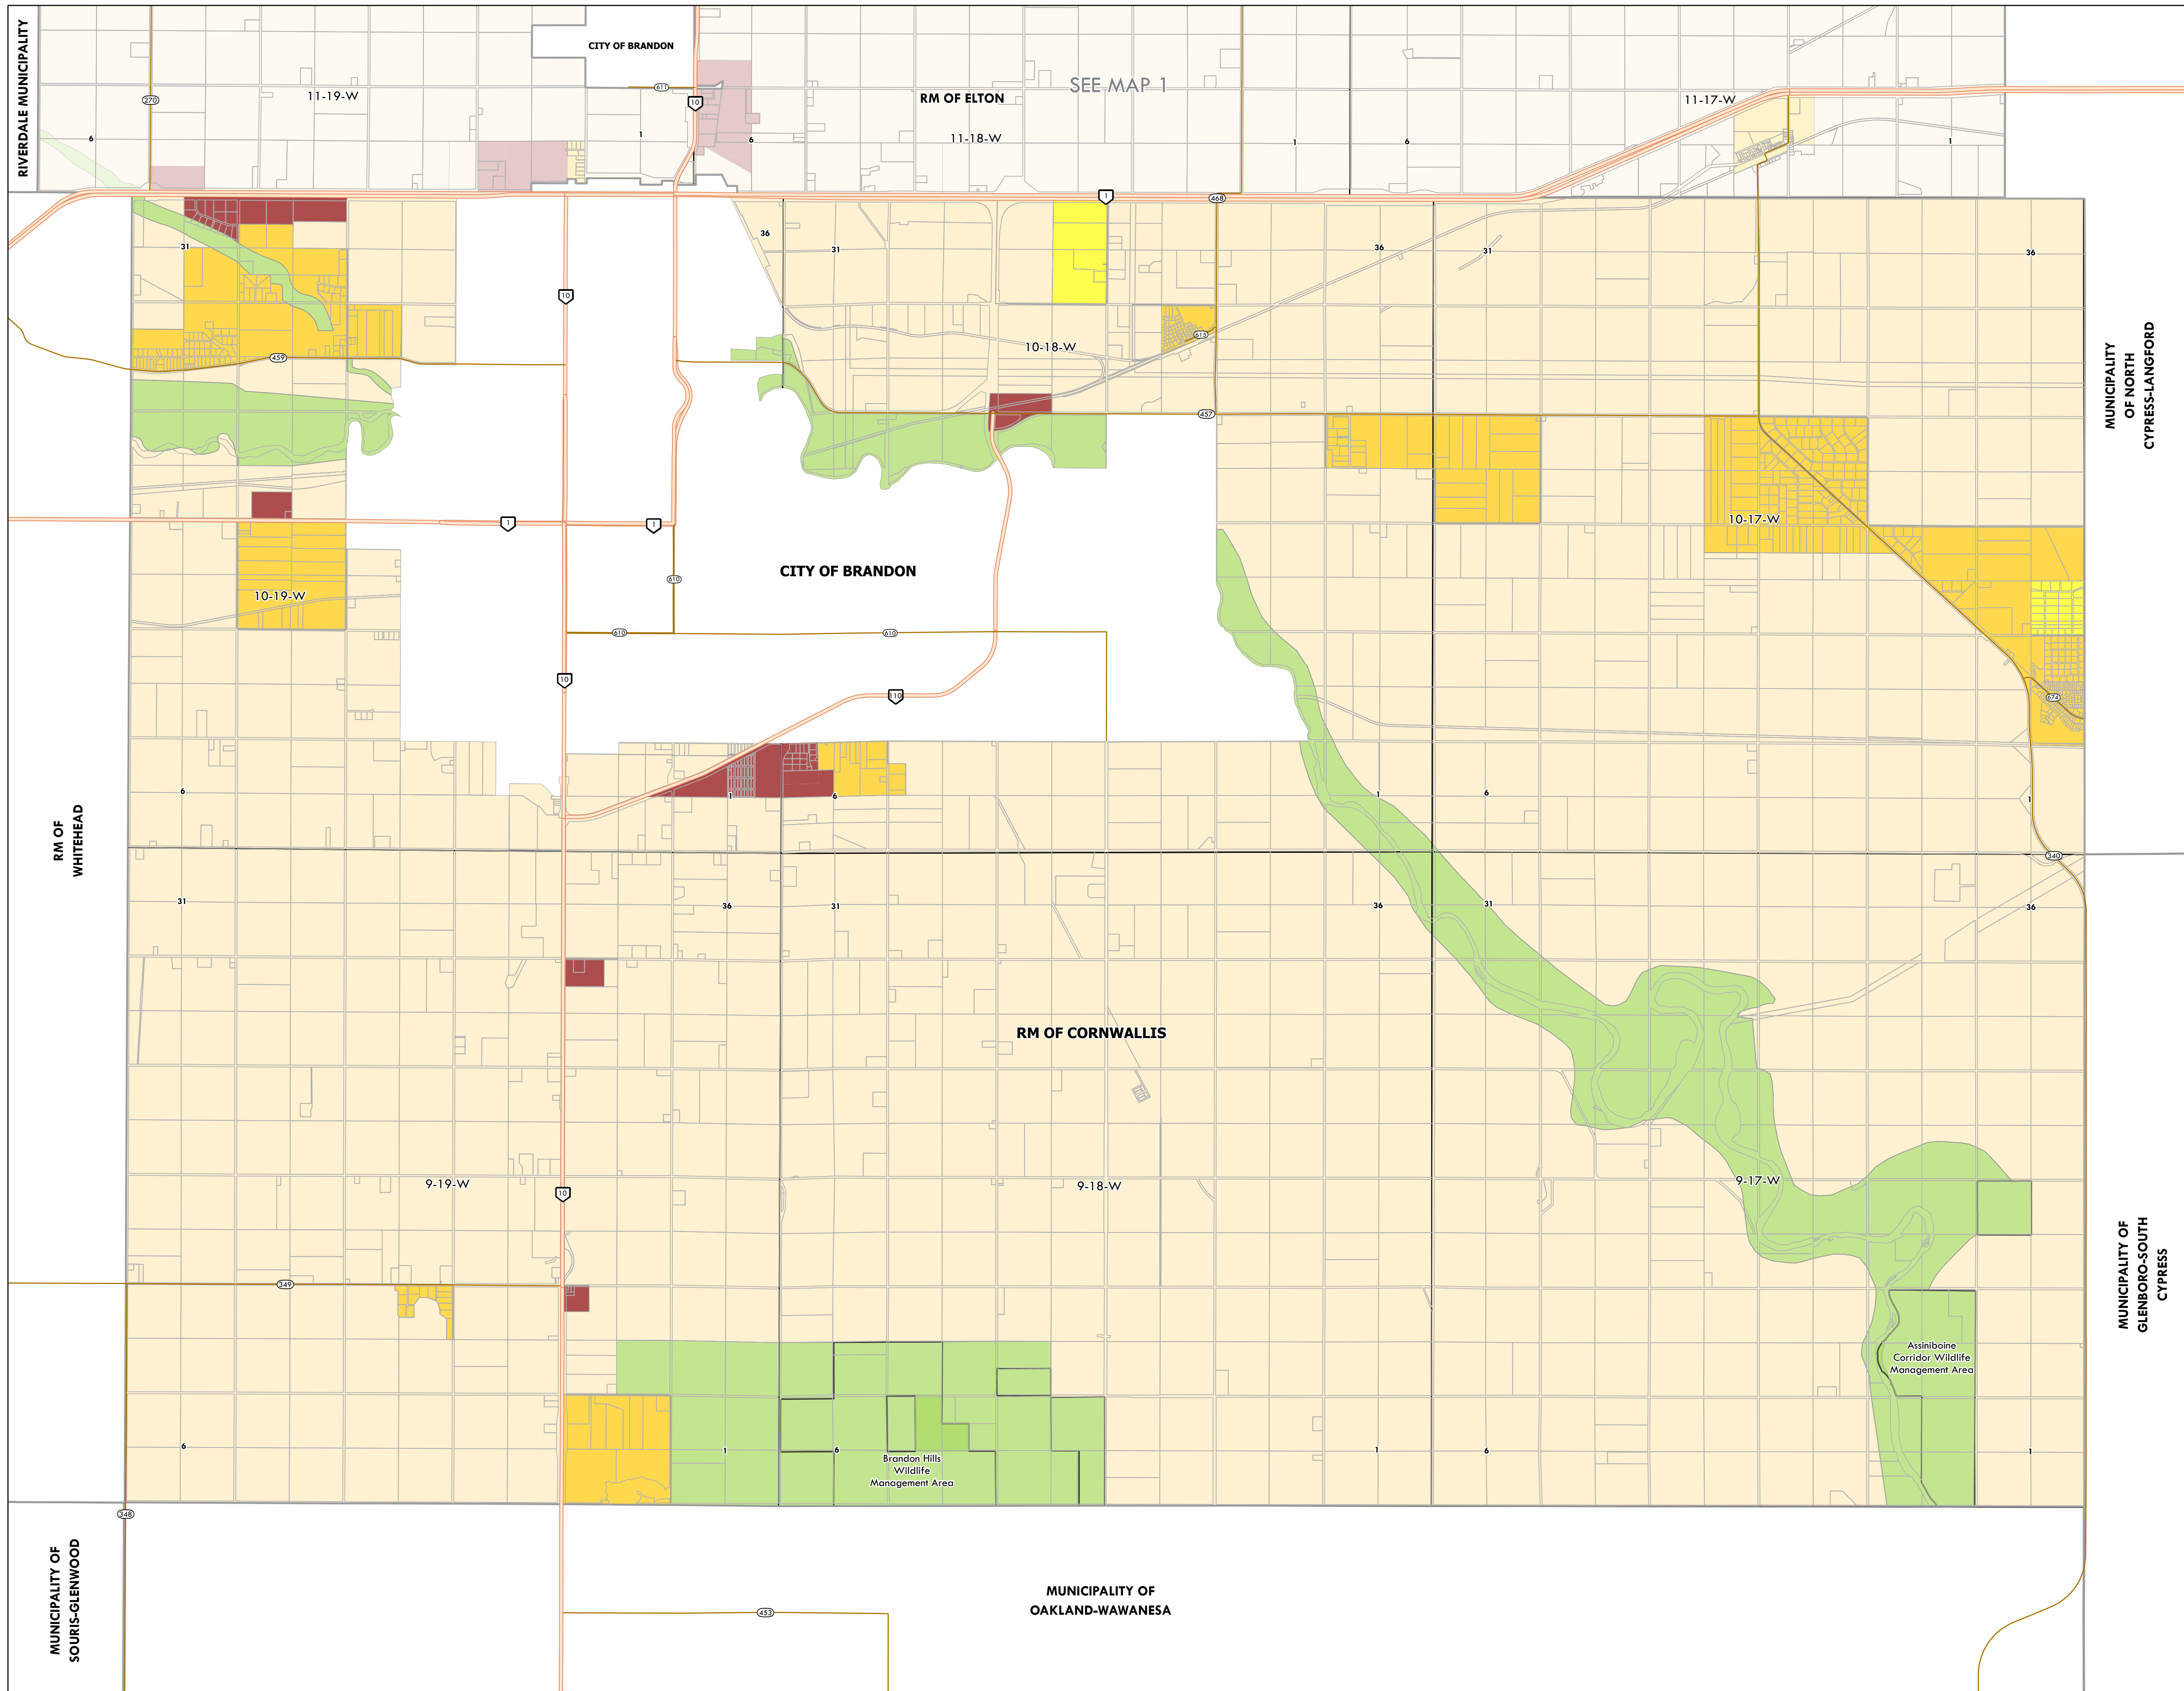 RIVERDALE MUNICIPALITY
CITY OF BRANDON
SEE MAP 1
270
11-19-W
611
10
RM OF ELTON
11-17-W
6
1
6
11-18-W
1
6
1
1
468
36
31
31
36
31
36
10
615
459
10-18-W
MUNICIPALITY
OF NORTH
CYPRESS-LANGFORD
457
1
1
10-17-W
CITY OF BRANDON
610
10-19-W
610
610
10
110
674
6
1
6
1
6
1
RM OF
WHITEHEAD
340
31
36
31
36
31
36
RM OF CORNWALLIS
9-19-W
10
9-18-W
9-17-W
MUNICIPALITY OF
GLENBORO-SOUTH
CYPRESS
349
Assiniboine
Corridor Wildlife
Management Area
6
1
6
1
6
1
Brandon Hills
Wildlife
Management Area
348
MUNICIPALITY OF
SOURIS-GLENWOOD
MUNICIPALITY OF
OAKLAND-WAWANESA
453